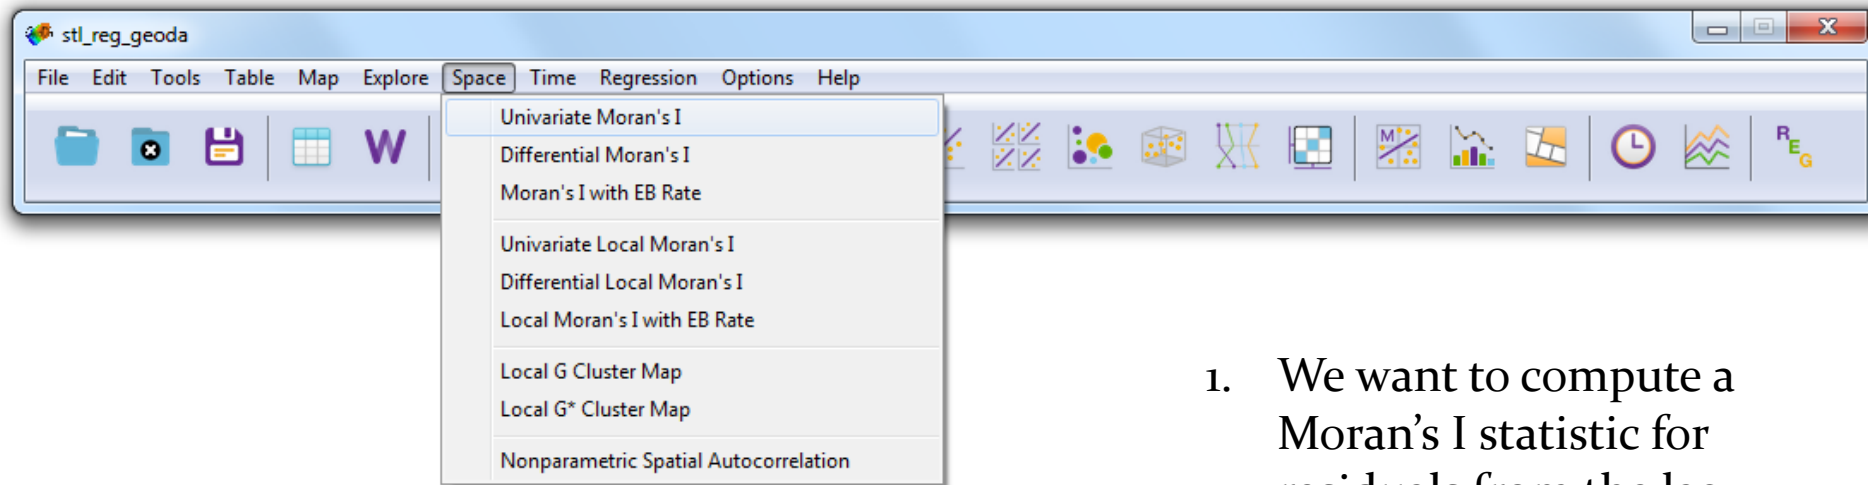 stl_reg_geoda
File Edit Tools Table Map Explore Space Time Regression Options Help
W
M
REG
Univariate Moran's I
Differential Moran's I
Moran's I with EB Rate
Univariate Local Moran's I
Differential Local Moran's I
Local Moran's I with EB Rate
Local G Cluster Map
Local G* Cluster Map
Nonparametric Spatial Autocorrelation
1. We want to compute a
Moran’s I statistic for